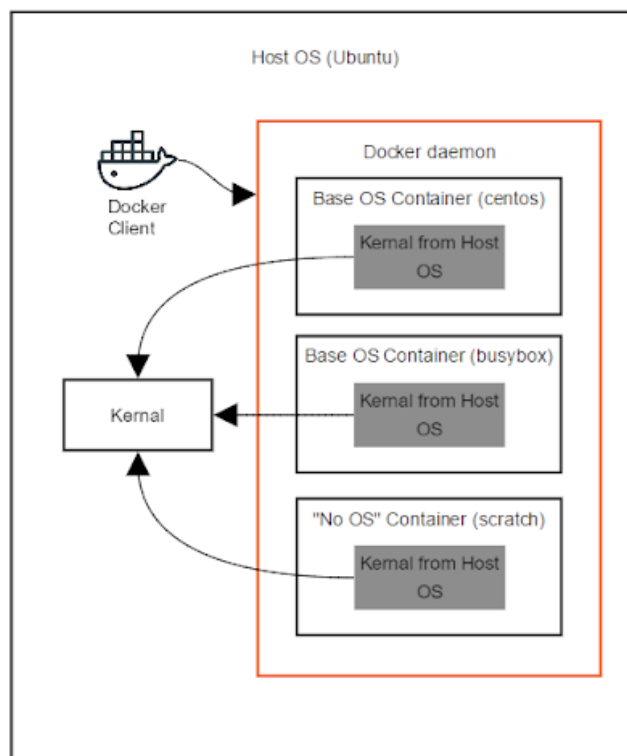 Host OS (Ubuntu)
Docker daemon
Docker
Client
Base OS Container (centos)
Kernal from Host
OS
Base OS Container (busybox)
Kernal from Host
OS
Kernal
"No OS" Container (scratch)
Kernal from Host
OS